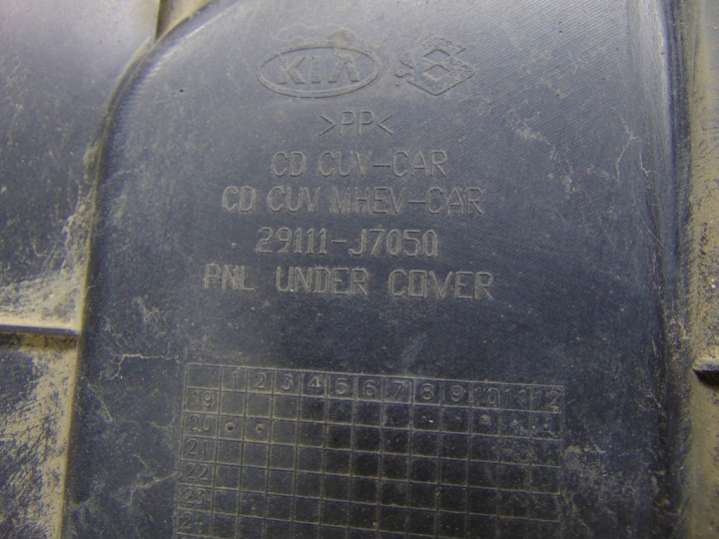 KIA
>PP<
CD CUV-CAR
CD CUV MHEV-CAR
29111-J7050
PNL UNDER COVER
1 2 3 4 5 6 7 8 9 10 11 12
19
20
21
22
23